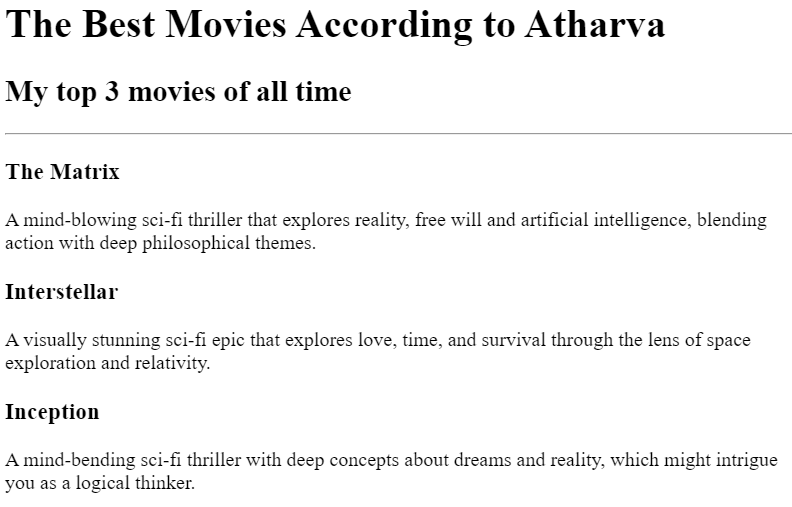 The Best Movies According to Atharva
My top 3 movies of all time
The Matrix
A mind-blowing sci-fi thriller that explores reality, free will and artificial intelligence, blending
action with deep philosophical themes.
Interstellar
A visually stunning sci-fi epic that explores love, time, and survival through the lens of space
exploration and relativity.
Inception
A mind-bending sci-fi thriller with deep concepts about dreams and reality, which might intrigue
you as a logical thinker.